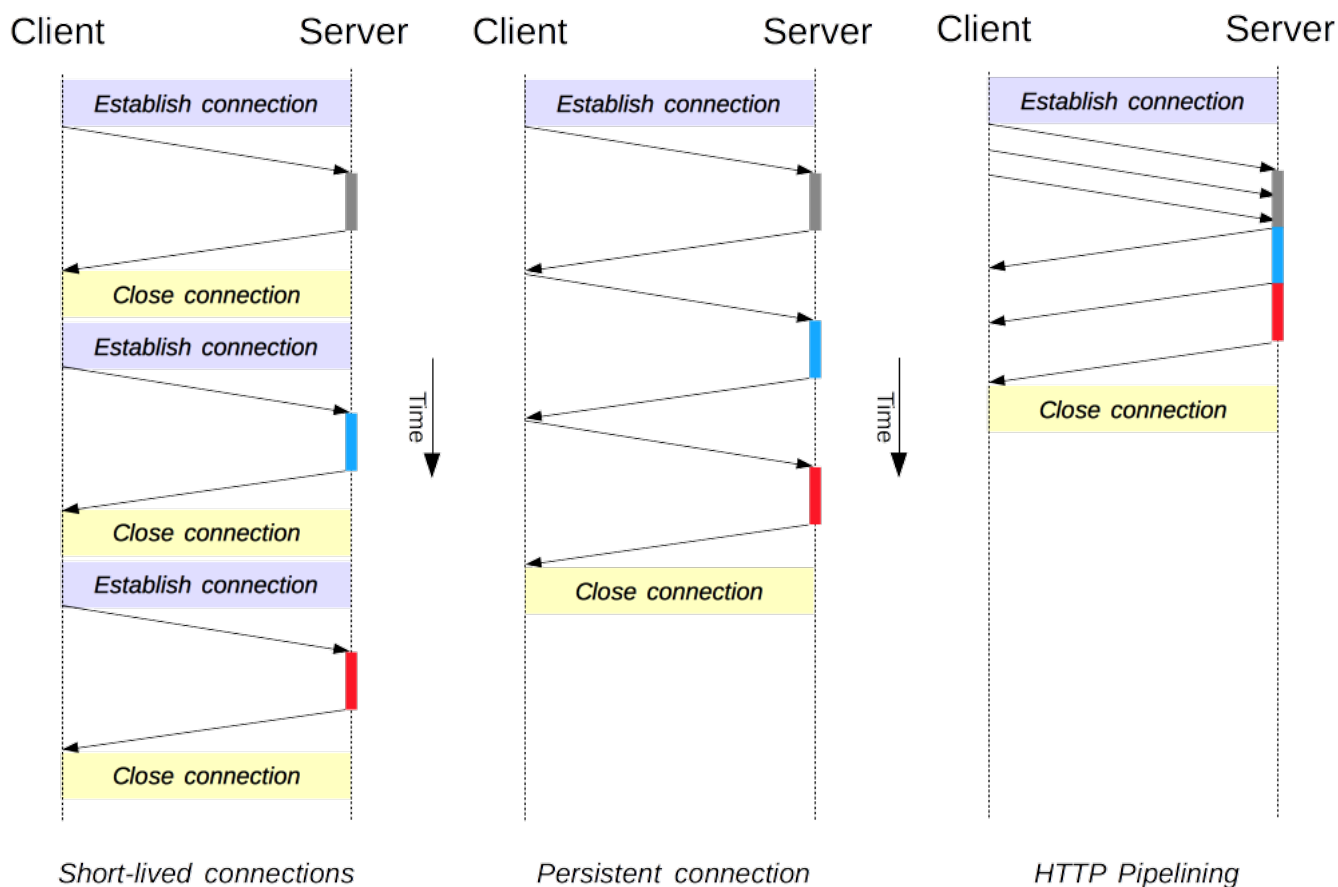 Client Server
Establish connection
Close connection
Establish connection
Close connection
Establish connection
Close connection
Short-lived connections
Time
Client Server
Establish connection
Close connection
Persistent connection
Time
Client Server
Establish connection
Close connection
HTTP Pipelining